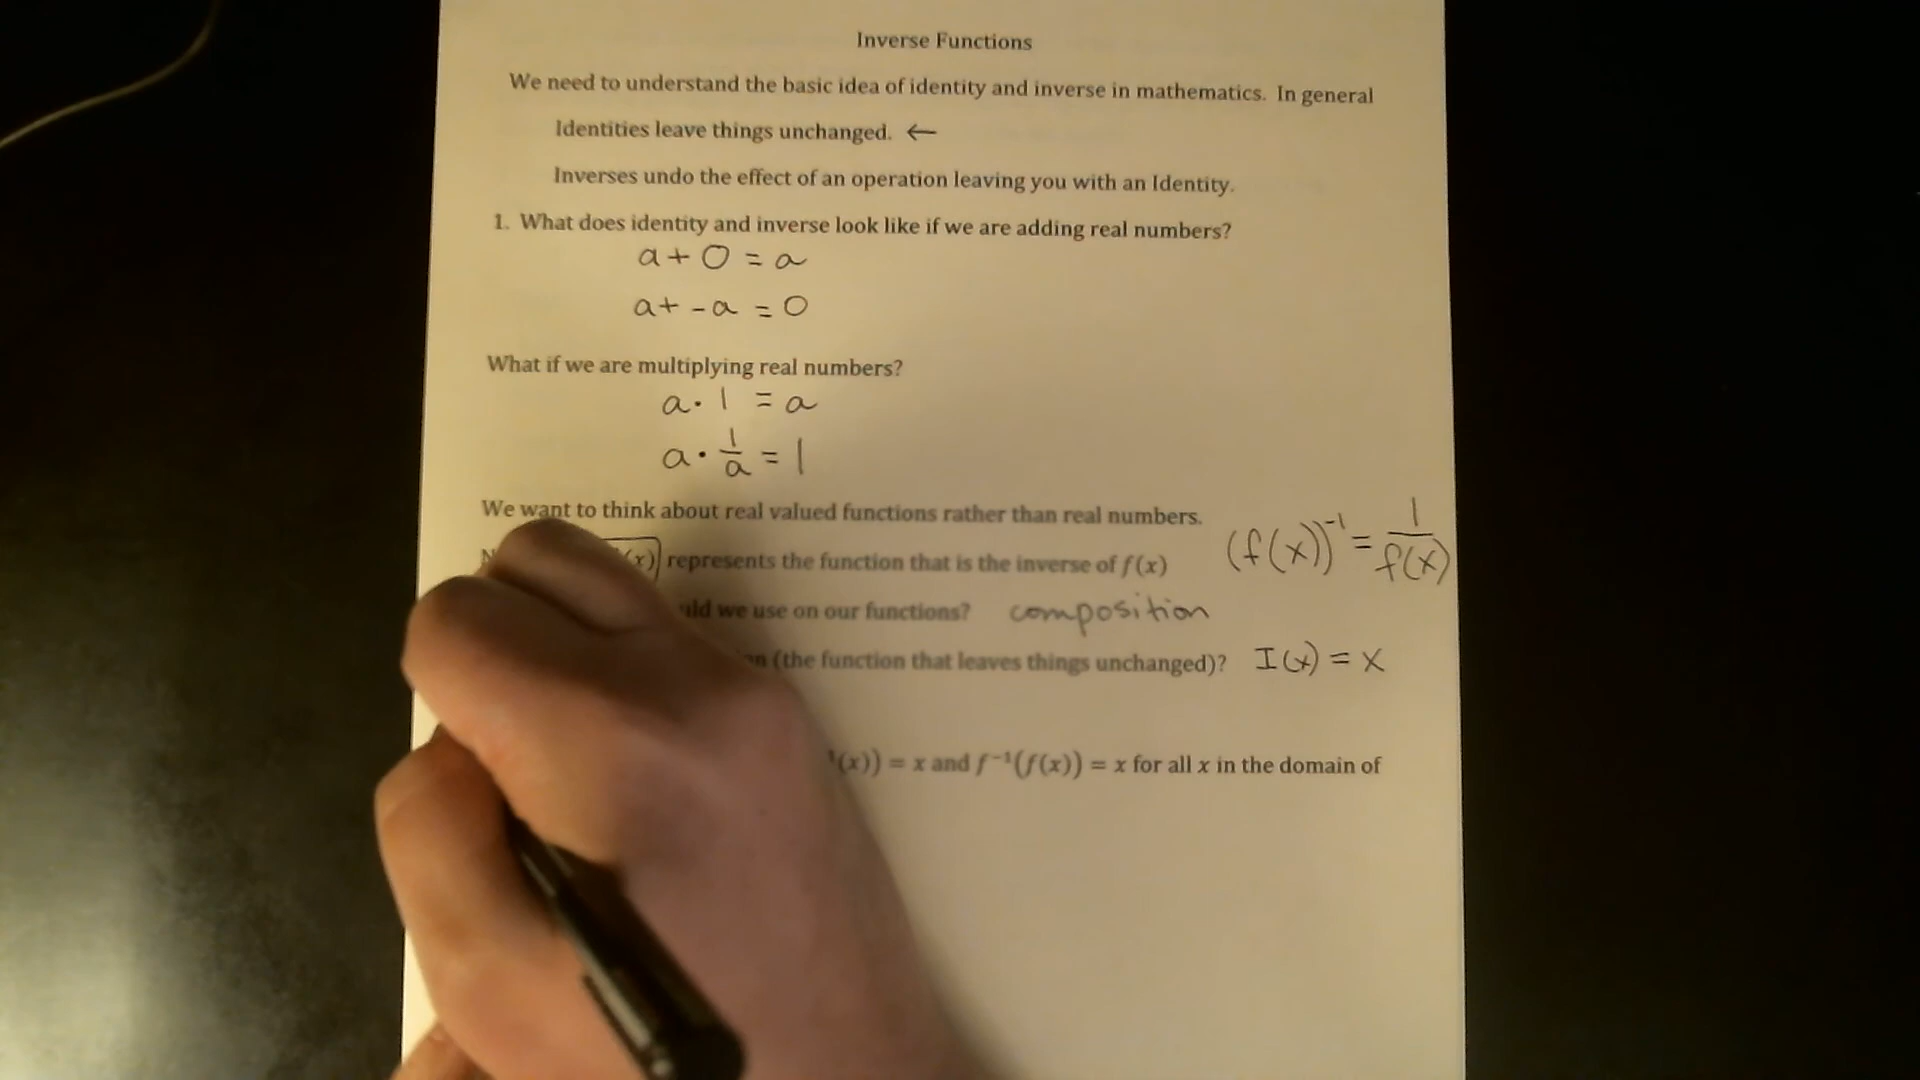 Inverse Functions
We need to understand the basic idea of identity and inverse in mathematics. In general
Identities leave things unchanged. ←
Inverses undo the effect of an operation leaving you with an Identity.
1. What does identity and inverse look like if we are adding real numbers?
a + 0 = a
a + - a = 0
What if we are multiplying real numbers?
a · 1 = a
a · 1/a = 1
We want to think about real valued functions rather than real numbers.
(x) represents the function that is the inverse of f(x) (f(x))⁻¹ = 1/f(x)
we use on our functions? composition
(the function that leaves things unchanged)? I(x) = x
(x)) = x and f⁻¹(f(x)) = x for all x in the domain of